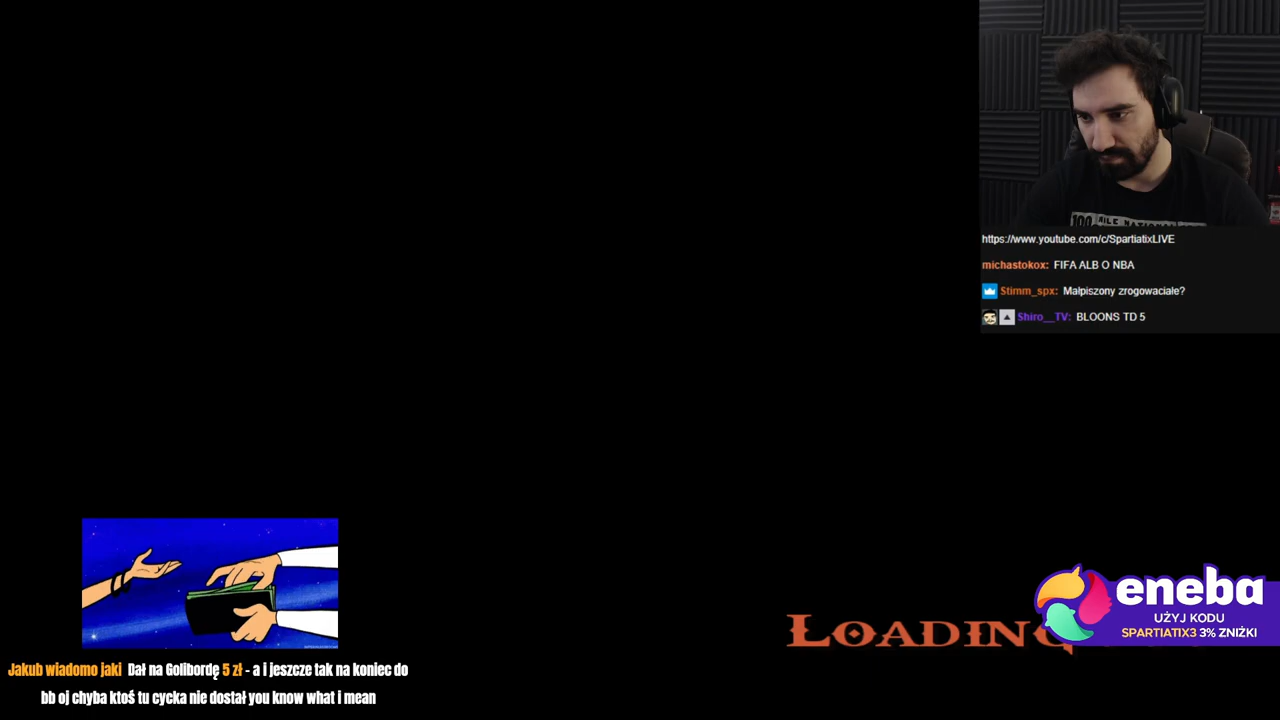 https://www.youtube.com/c/SpartiatixLIVE
michastokox: FIFA ALB O NBA
Stimm_spx: Małpiszony zrogowaciałe?
Shiro__TV: BLOONS TD 5
eneba
UŻYJ KODU
SPARTIATIX3 3% ZNIŻKI
LOADING
Jakub wiadomo jaki Dał na Golibordę 5 zł - a i jeszcze tak na koniec do
bb oj chyba ktoś tu cycka nie dostał you know what i mean